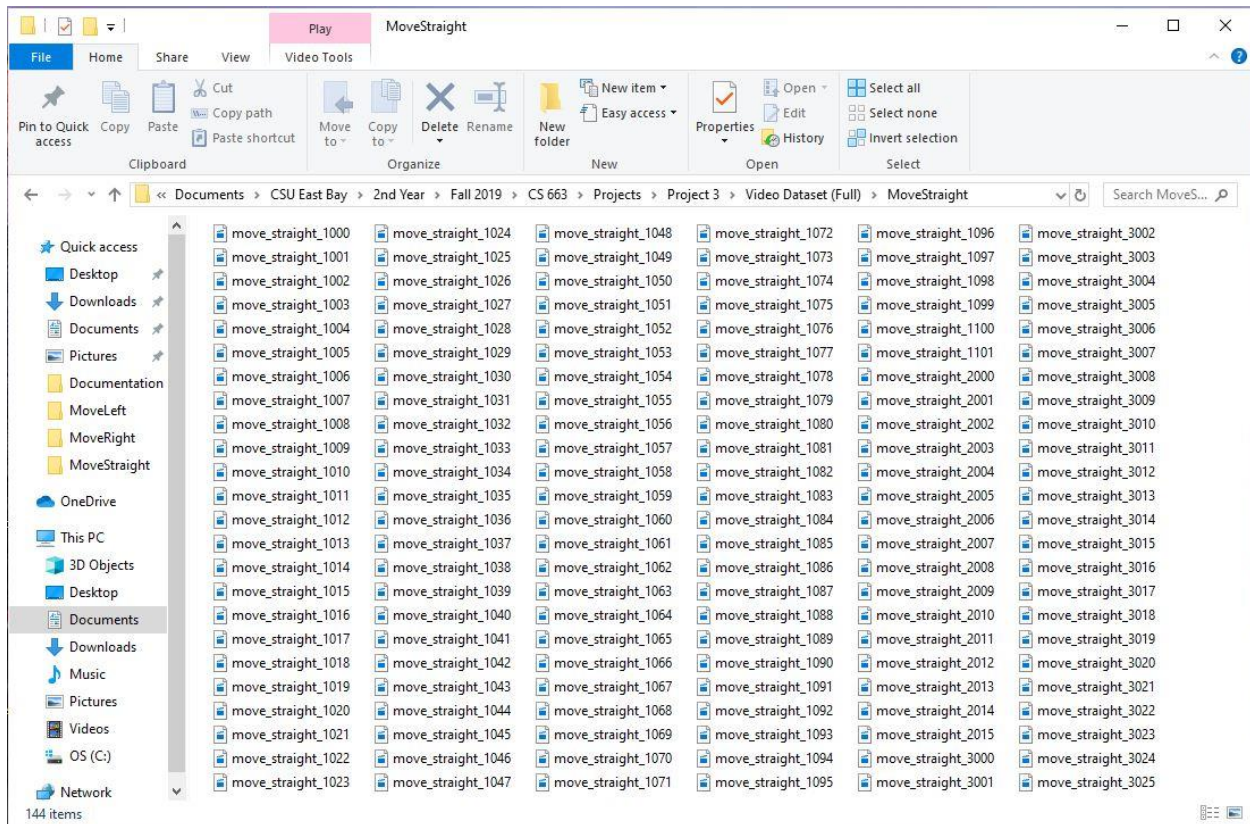 Play MoveStraight
File Home Share View Video Tools
Pin to Quick access
Copy
Paste
Cut
Copy path
Paste shortcut
Clipboard
Move to
Copy to
Delete
Rename
Organize
New folder
New item
Easy access
New
Properties
Open
Edit
History
Open
Select all
Select none
Invert selection
Select
« Documents > CSU East Bay > 2nd Year > Fall 2019 > CS 663 > Projects > Project 3 > Video Dataset (Full) > MoveStraight
Search MoveS...
Quick access
Desktop
Downloads
Documents
Pictures
Documentation
MoveLeft
MoveRight
MoveStraight
OneDrive
This PC
3D Objects
Desktop
Documents
Downloads
Music
Pictures
Videos
OS (C:)
Network
move_straight_1000 move_straight_1024 move_straight_1048 move_straight_1072 move_straight_1096 move_straight_3002
move_straight_1001 move_straight_1025 move_straight_1049 move_straight_1073 move_straight_1097 move_straight_3003
move_straight_1002 move_straight_1026 move_straight_1050 move_straight_1074 move_straight_1098 move_straight_3004
move_straight_1003 move_straight_1027 move_straight_1051 move_straight_1075 move_straight_1099 move_straight_3005
move_straight_1004 move_straight_1028 move_straight_1052 move_straight_1076 move_straight_1100 move_straight_3006
move_straight_1005 move_straight_1029 move_straight_1053 move_straight_1077 move_straight_1101 move_straight_3007
move_straight_1006 move_straight_1030 move_straight_1054 move_straight_1078 move_straight_2000 move_straight_3008
move_straight_1007 move_straight_1031 move_straight_1055 move_straight_1079 move_straight_2001 move_straight_3009
move_straight_1008 move_straight_1032 move_straight_1056 move_straight_1080 move_straight_2002 move_straight_3010
move_straight_1009 move_straight_1033 move_straight_1057 move_straight_1081 move_straight_2003 move_straight_3011
move_straight_1010 move_straight_1034 move_straight_1058 move_straight_1082 move_straight_2004 move_straight_3012
move_straight_1011 move_straight_1035 move_straight_1059 move_straight_1083 move_straight_2005 move_straight_3013
move_straight_1012 move_straight_1036 move_straight_1060 move_straight_1084 move_straight_2006 move_straight_3014
move_straight_1013 move_straight_1037 move_straight_1061 move_straight_1085 move_straight_2007 move_straight_3015
move_straight_1014 move_straight_1038 move_straight_1062 move_straight_1086 move_straight_2008 move_straight_3016
move_straight_1015 move_straight_1039 move_straight_1063 move_straight_1087 move_straight_2009 move_straight_3017
move_straight_1016 move_straight_1040 move_straight_1064 move_straight_1088 move_straight_2010 move_straight_3018
move_straight_1017 move_straight_1041 move_straight_1065 move_straight_1089 move_straight_2011 move_straight_3019
move_straight_1018 move_straight_1042 move_straight_1066 move_straight_1090 move_straight_2012 move_straight_3020
move_straight_1019 move_straight_1043 move_straight_1067 move_straight_1091 move_straight_2013 move_straight_3021
move_straight_1020 move_straight_1044 move_straight_1068 move_straight_1092 move_straight_2014 move_straight_3022
move_straight_1021 move_straight_1045 move_straight_1069 move_straight_1093 move_straight_2015 move_straight_3023
move_straight_1022 move_straight_1046 move_straight_1070 move_straight_1094 move_straight_3000 move_straight_3024
move_straight_1023 move_straight_1047 move_straight_1071 move_straight_1095 move_straight_3001 move_straight_3025
144 items